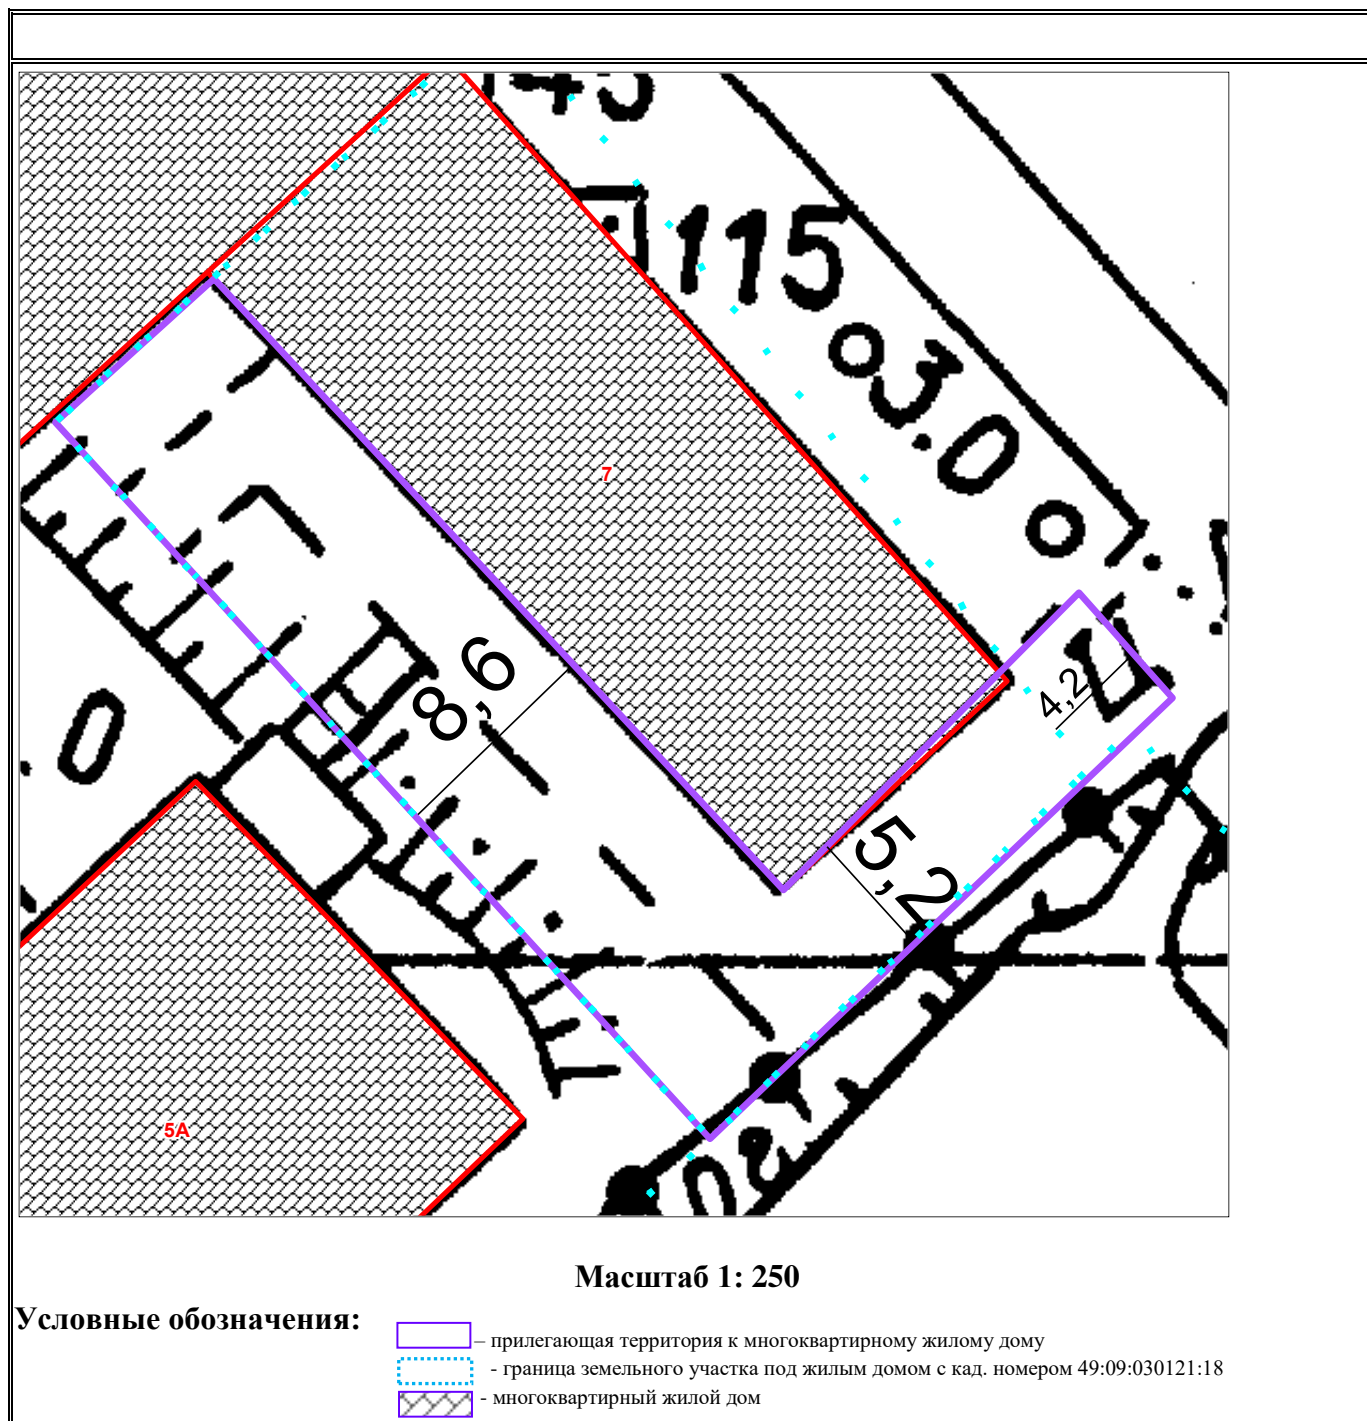 115
3.0
7
8,6
4,2
5,2
0
5А
Масштаб 1: 250
Условные обозначения:
– прилегающая территория к многоквартирному жилому дому
- граница земельного участка под жилым домом с кад. номером 49:09:030121:18
- многоквартирный жилой дом